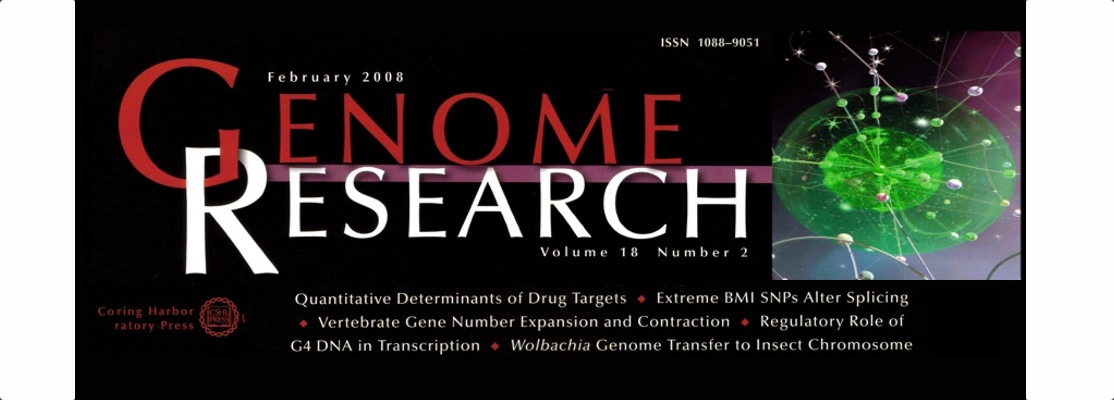 ISSN 1088–9051
February 2008
GENOME
RESEARCH
Volume 18 Number 2
Coring Harbor
ratory Press
CSHL
PRESS
Quantitative Determinants of Drug Targets ◆ Extreme BMI SNPs Alter Splicing
◆ Vertebrate Gene Number Expansion and Contraction ◆ Regulatory Role of
G4 DNA in Transcription ◆ Wolbachia Genome Transfer to Insect Chromosome